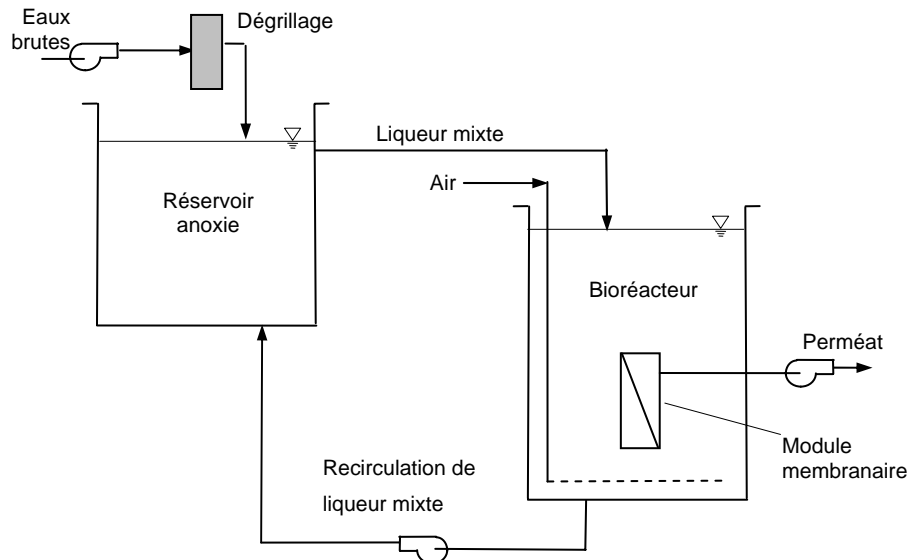 Eaux
brutes
Dégrillage
Liqueur mixte
Air
Réservoir
anoxie
Bioréacteur
Perméat
Module
membranaire
Recirculation de
liqueur mixte